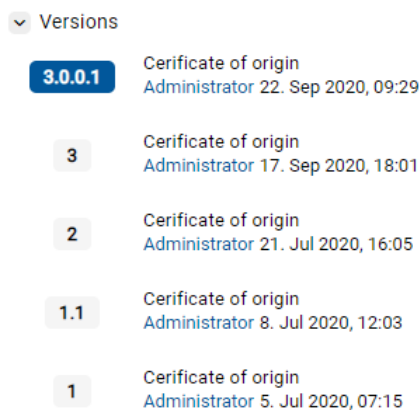 Versions
3.0.0.1
Cerificate of origin
Administrator 22. Sep 2020, 09:29
3
Cerificate of origin
Administrator 17. Sep 2020, 18:01
2
Cerificate of origin
Administrator 21. Jul 2020, 16:05
1.1
Cerificate of origin
Administrator 8. Jul 2020, 12:03
1
Cerificate of origin
Administrator 5. Jul 2020, 07:15